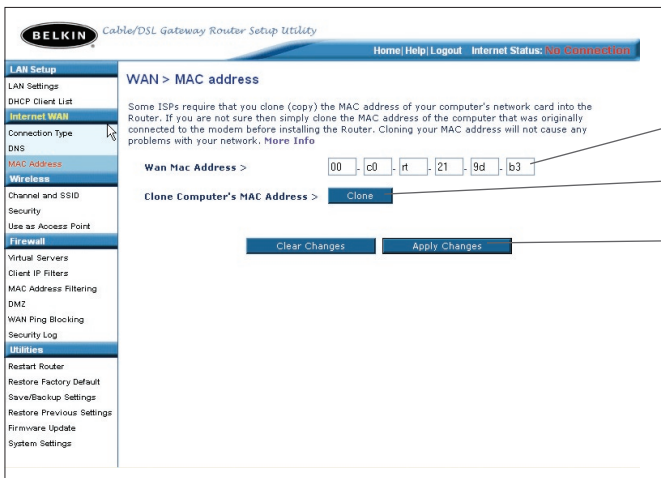 BELKIN
Cable/DSL Gateway Router Setup Utility
Home|Help|Logout Internet Status: No Connection
LAN Setup
LAN Settings
DHCP Client List
Internet WAN
Connection Type
DNS
MAC Address
Wireless
Channel and SSID
Security
Use as Access Point
Firewall
Virtual Servers
Client IP Filters
MAC Address Filtering
DMZ
WAN Ping Blocking
Security Log
Utilities
Restart Router
Restore Factory Default
Save/Backup Settings
Restore Previous Settings
Firmware Update
System Settings
WAN > MAC address
Some ISPs require that you clone (copy) the MAC address of your computer's network card into the
Router. If you are not sure then simply clone the MAC address of the computer that was originally
connected to the modem before installing the Router. Cloning your MAC address will not cause any
problems with your network. More Info
Wan Mac Address > 00 - c0 - rt - 21 - 9d - b3
Clone Computer's MAC Address > Clone
Clear Changes Apply Changes